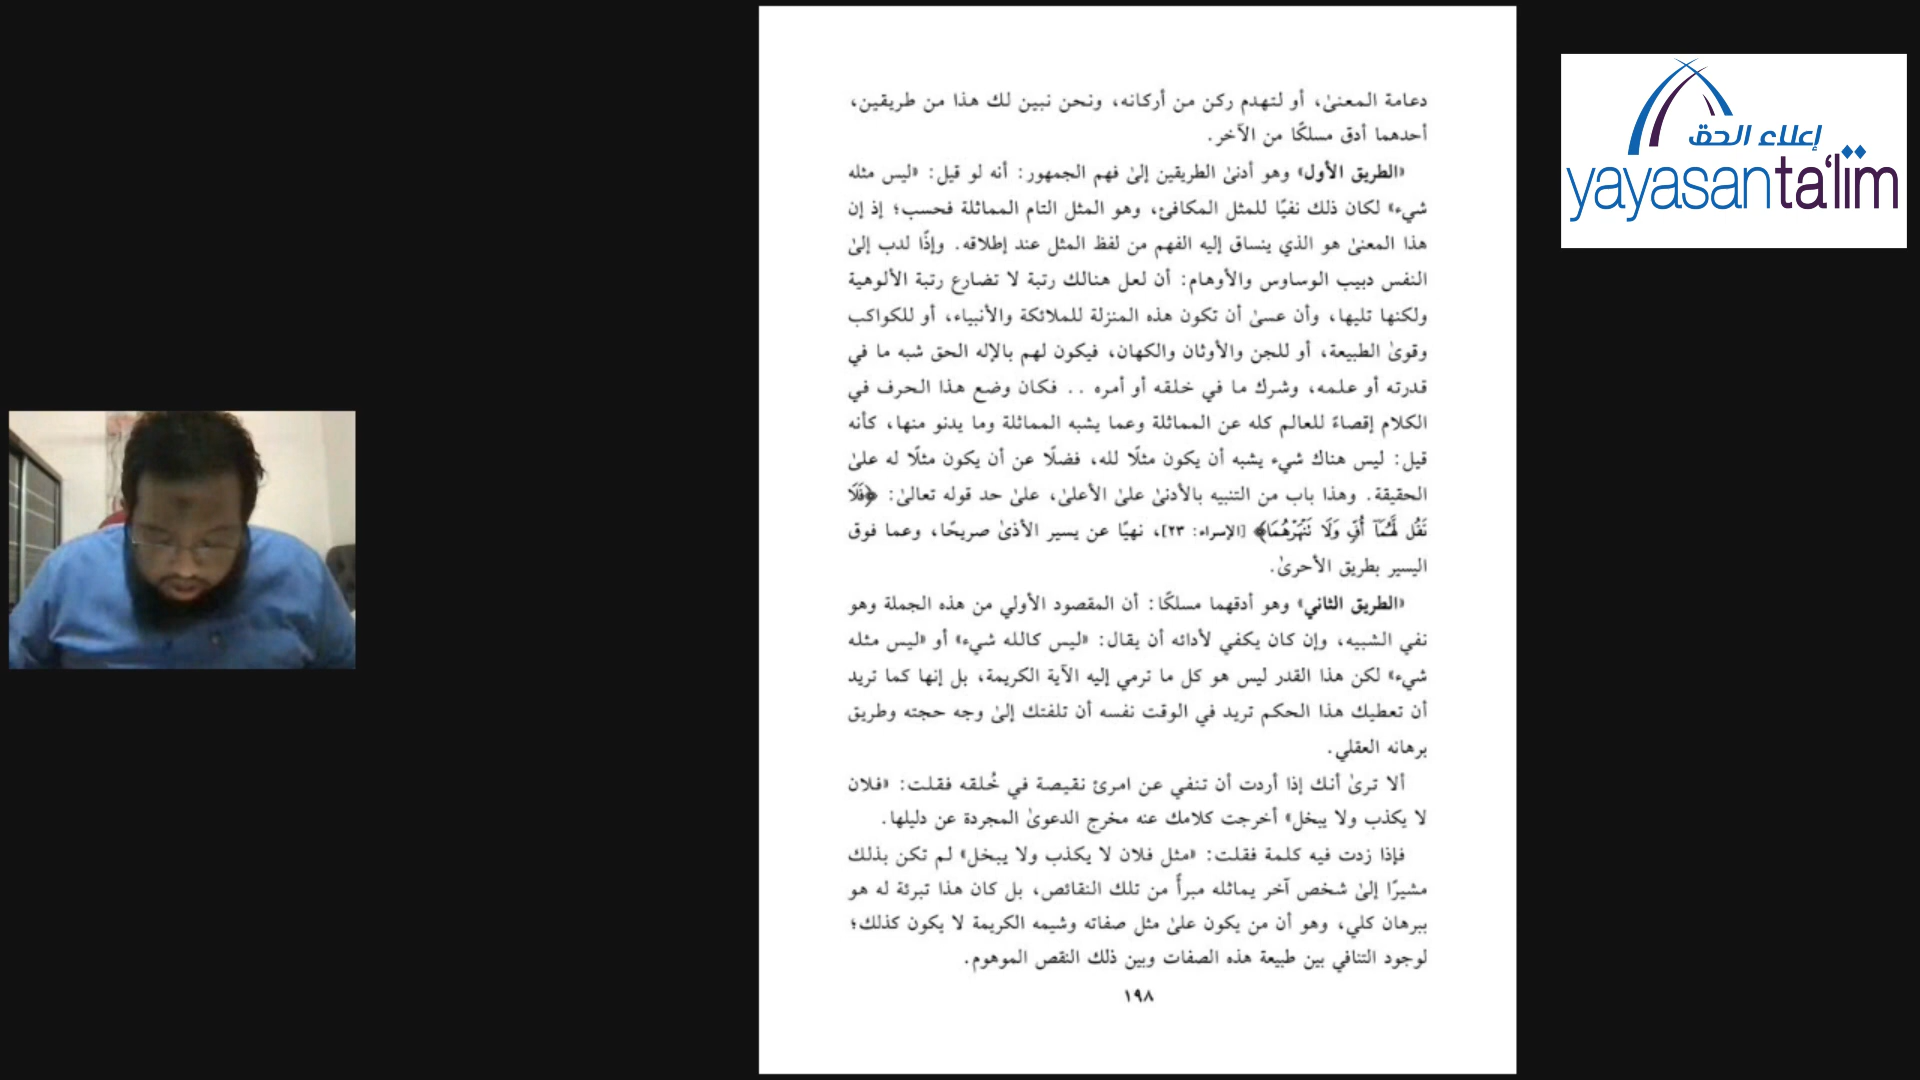 دعامة المعنىٰ، أو لتهدم ركن من أركانه، ونحن نبين لك هذا من طريقين،
أحدهما أدق مسلكًا من الآخر.
«الطريق الأول» وهو أدنىٰ الطريقين إلىٰ فهم الجمهور: أنه لو قيل: «ليس مثله
شيء» لكان ذلك نفيًا للمثل المكافئ، وهو المثل التام المماثلة فحسب؛ إذ إن
هذا المعنىٰ هو الذي ينساق إليه الفهم من لفظ المثل عند إطلاقه. وإذًا لدب إلىٰ
النفس دبيب الوساوس والأوهام: أن لعل هنالك رتبة لا تضارع رتبة الألوهية
ولكنها تليها، وأن عسىٰ أن تكون هذه المنزلة للملائكة والأنبياء، أو للكواكب
وقوىٰ الطبيعة، أو للجن والأوثان والكهان، فيكون لهم بالإله الحق شبه ما في
قدرته أو علمه، وشرك ما في خلقه أو أمره .. فكان وضع هذا الحرف في
الكلام إقصاءً للعالم كله عن المماثلة وعما يشبه المماثلة وما يدنو منها، كأنه
قيل: ليس هناك شيء يشبه أن يكون مثلًا لله، فضلًا عن أن يكون مثلًا له علىٰ
الحقيقة. وهذا باب من التنبيه بالأدنىٰ علىٰ الأعلىٰ، علىٰ حد قوله تعالىٰ: ﴿فَلَا
تَقُل لَّهُمَآ أُفٍّ وَلَا تَنْهَرْهُمَا﴾ [الإسراء: ٢٣]، نهيًا عن يسير الأذىٰ صريحًا، وعما فوق
اليسير بطريق الأحرىٰ.
«الطريق الثاني» وهو أدقهما مسلكًا: أن المقصود الأولي من هذه الجملة وهو
نفي الشبيه، وإن كان يكفي لأدائه أن يقال: «ليس كالله شيء» أو «ليس مثله
شيء» لكن هذا القدر ليس هو كل ما ترمي إليه الآية الكريمة، بل إنها كما تريد
أن تعطيك هذا الحكم تريد في الوقت نفسه أن تلفتك إلىٰ وجه حجته وطريق
برهانه العقلي.
ألا ترىٰ أنك إذا أردت أن تنفي عن امرئ نقيصة في خُلقه فقلت: «فلان
لا يكذب ولا يبخل» أخرجت كلامك عنه مخرج الدعوىٰ المجردة عن دليلها.
فإذا زدت فيه كلمة فقلت: «مثل فلان لا يكذب ولا يبخل» لم تكن بذلك
مشيرًا إلىٰ شخص آخر يماثله مبرأً من تلك النقائص، بل كان هذا تبرئة له هو
ببرهان كلي، وهو أن من يكون علىٰ مثل صفاته وشيمه الكريمة لا يكون كذلك؛
لوجود التنافي بين طبيعة هذه الصفات وبين ذلك النقص الموهوم.
١٩٨
إعلاء الحق
yayasanta'lim